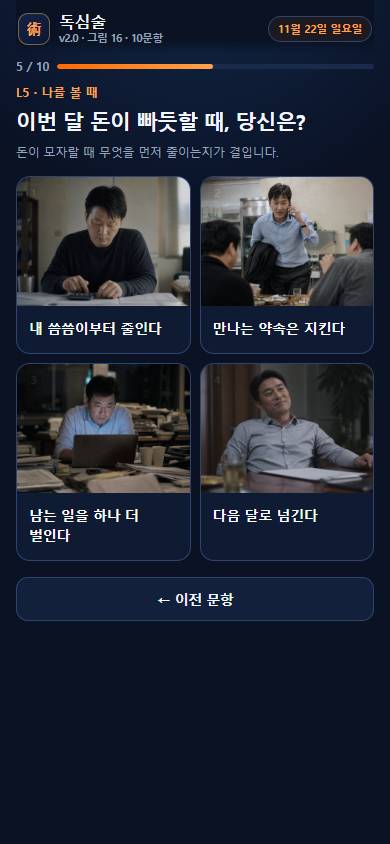 術
독심술
v2.0 · 그림 16 · 10문항
11월 22일 일요일
5 / 10
L5 · 나를 볼 때
이번 달 돈이 빠듯할 때, 당신은?
돈이 모자랄 때 무엇을 먼저 줄이는지가 결입니다.
내 씀씀이부터 줄인다
만나는 약속은 지킨다
3
4
남는 일을 하나 더
벌인다
다음 달로 넘긴다
← 이전 문항